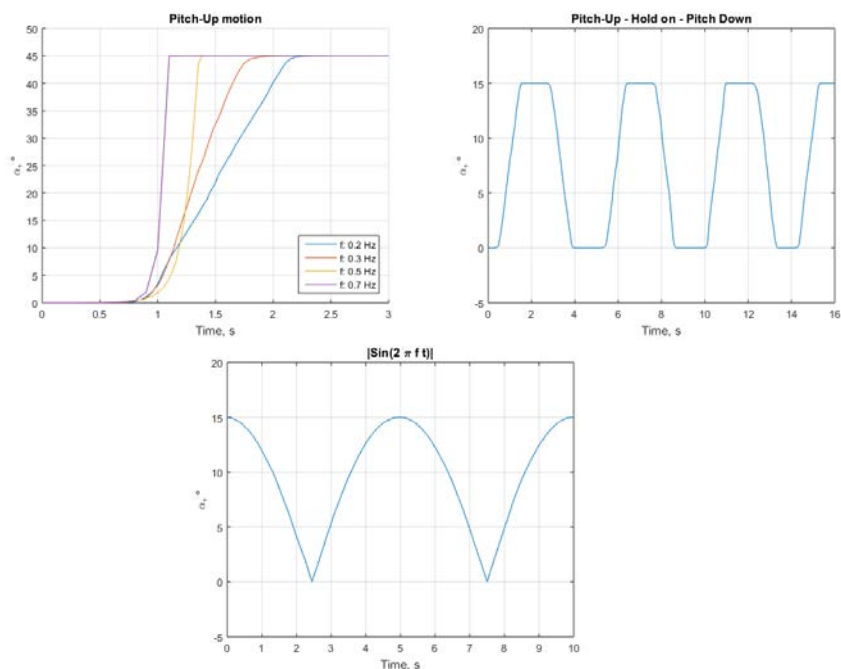 Pitch-Up motion
50
45
40
35
30
25
20
15
10
5
0
α, °
f: 0.2 Hz
f: 0.3 Hz
f: 0.5 Hz
f: 0.7 Hz
0 0.5 1 1.5 2 2.5 3
Time, s
Pitch-Up - Hold on - Pitch Down
20
15
10
5
0
-5
α, °
0 2 4 6 8 10 12 14 16
Time, s
|Sin(2 π f t)|
20
15
10
5
0
-5
α, °
0 1 2 3 4 5 6 7 8 9 10
Time, s